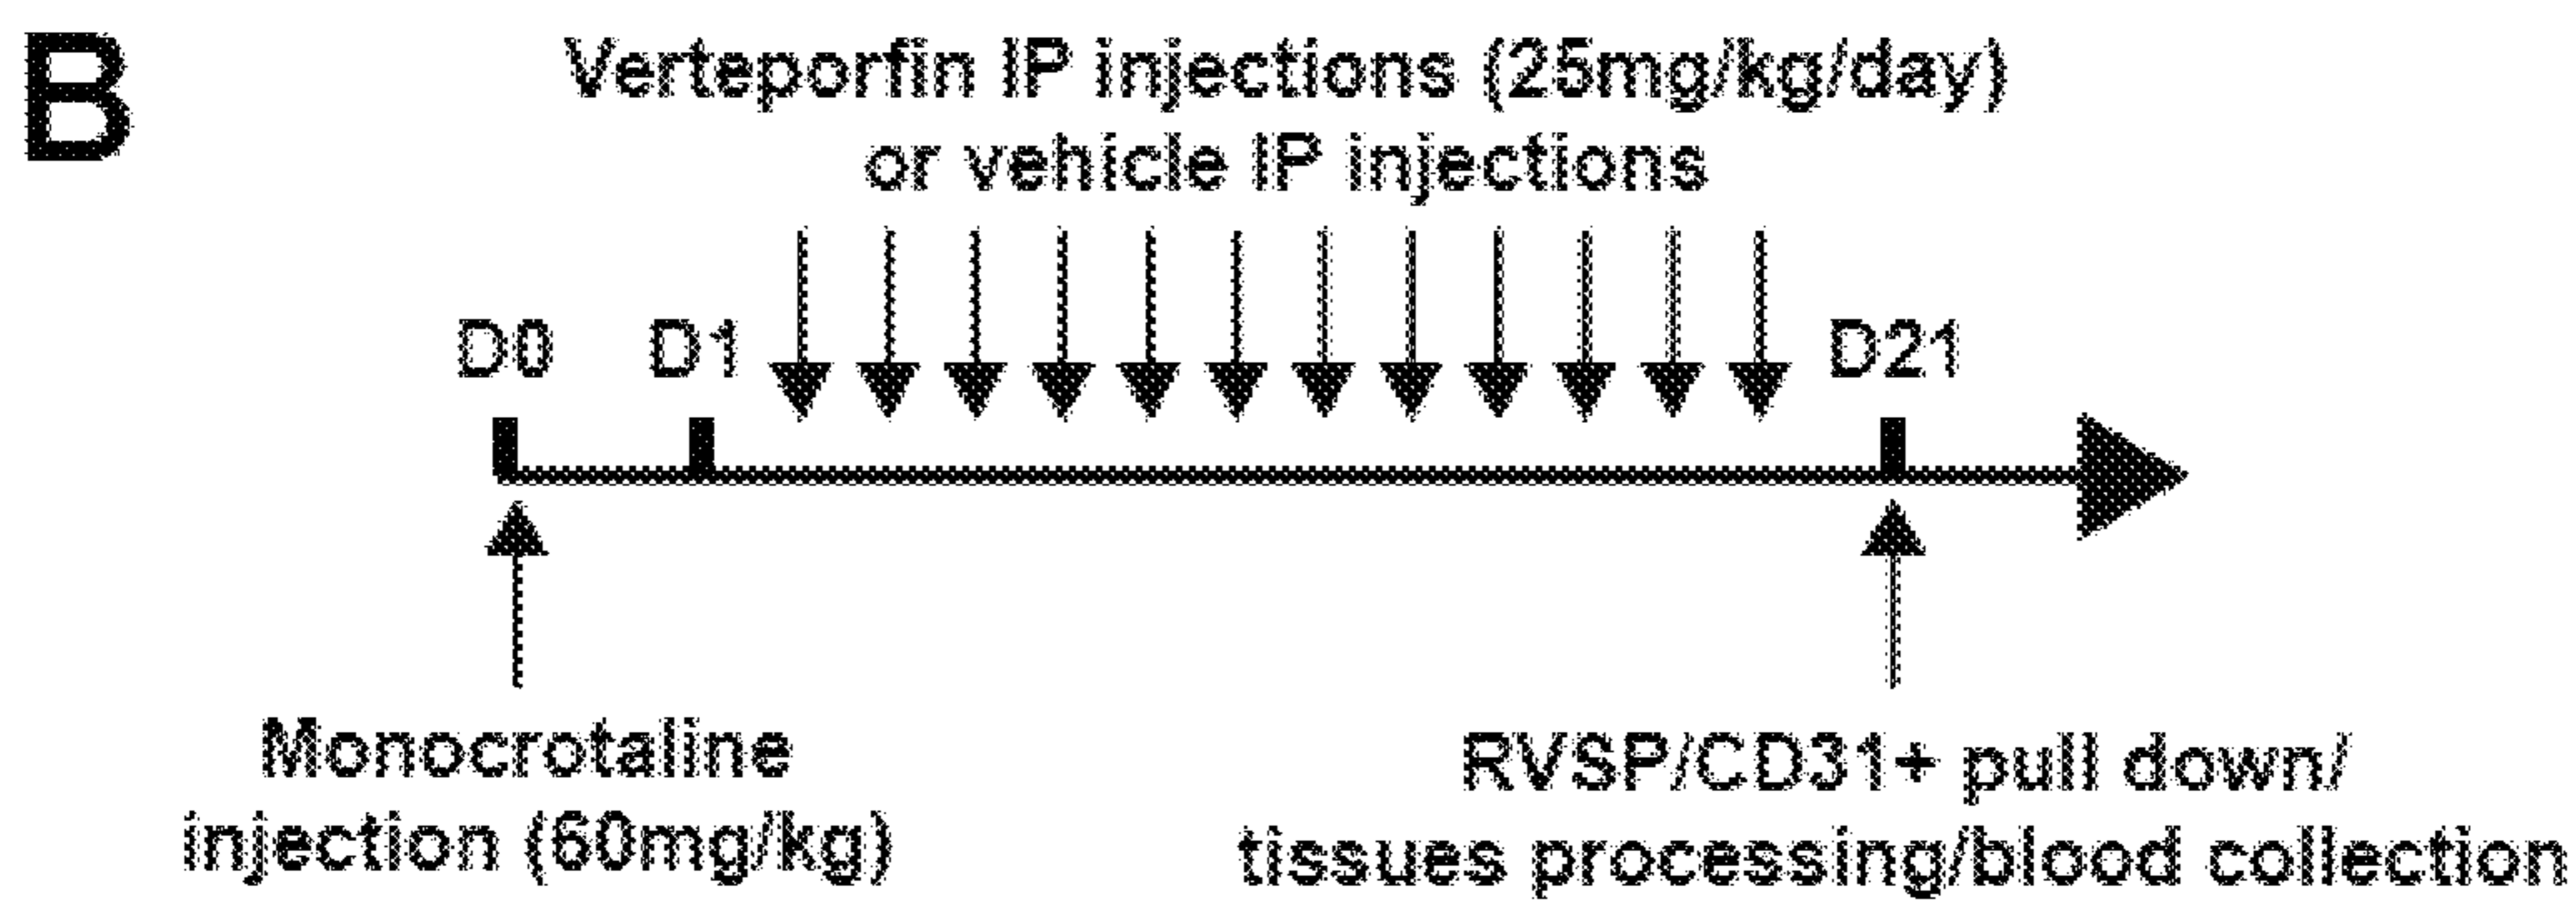 B
Verteporfin IP injections (25mg/kg/day)
or vehicle IP injections
D0
D1
D21
Monocrotaline
injection (60mg/kg)
RVSP/CD31+ pull down/
tissues processing/blood collection